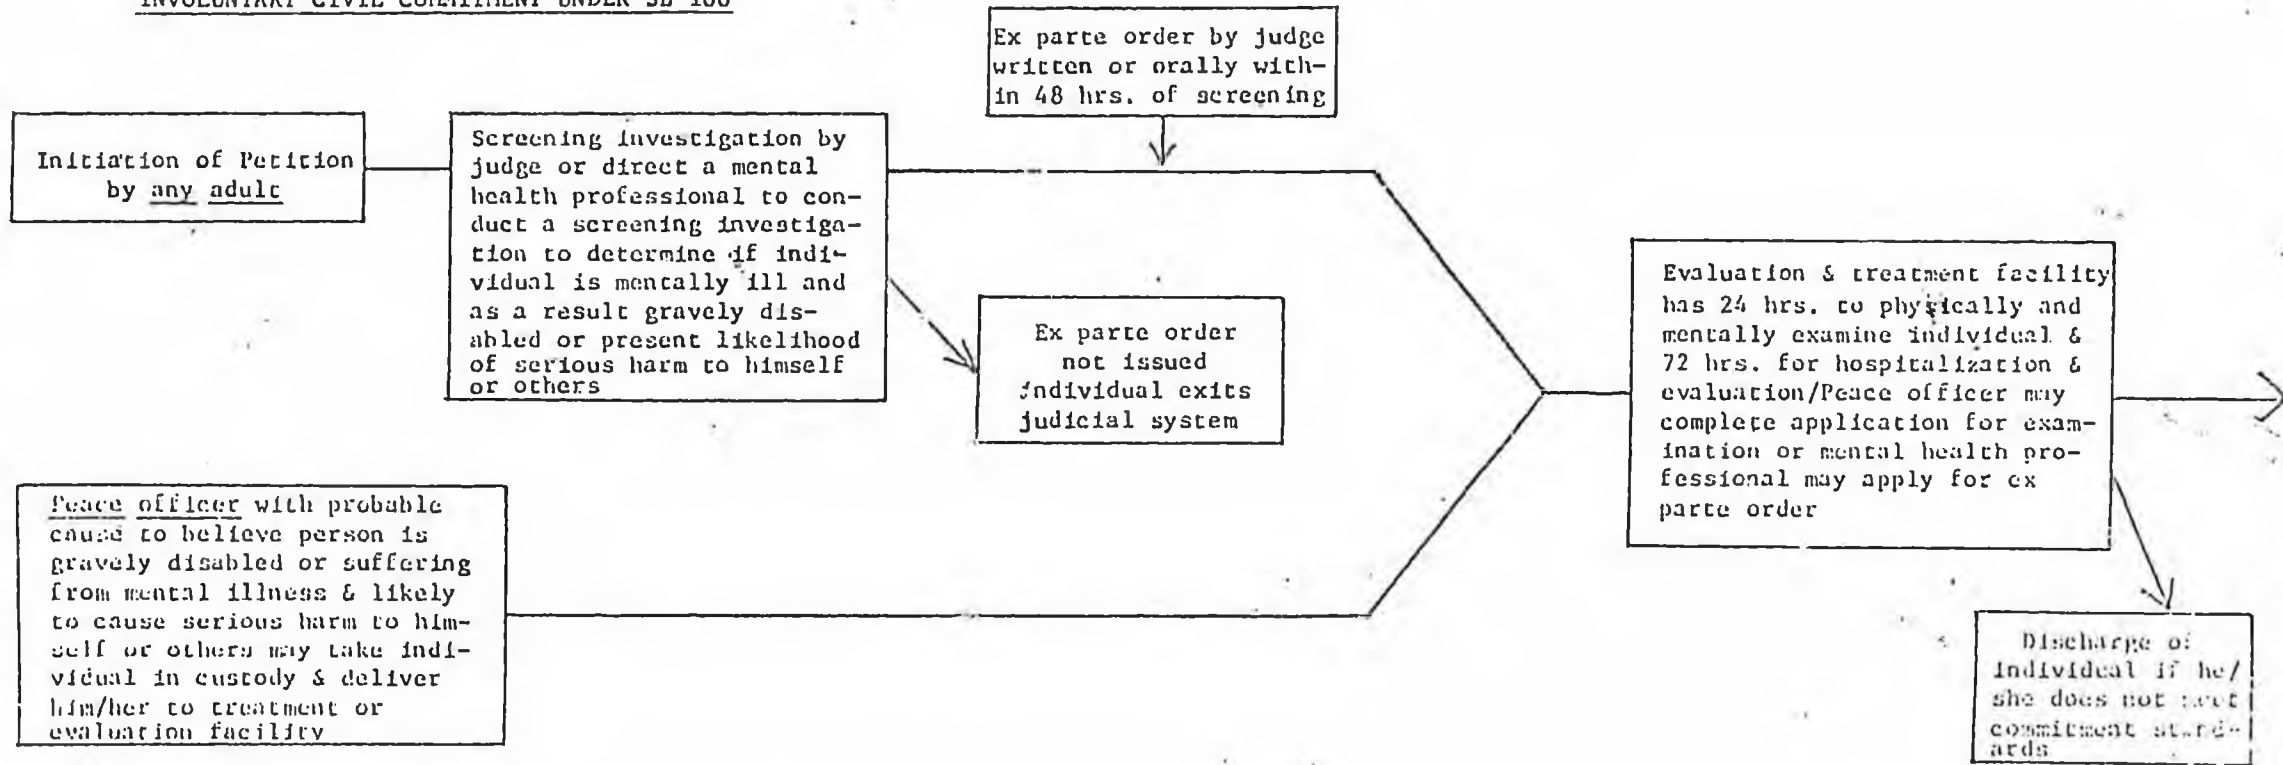 INVOLUNTARY CIVIL COMMITMENT UNDER SB
Ex parte order by judge
written or orally with-
in 48 hrs. of screening
Initiation of Petition
by any adult
Screening investigation by
judge or direct a mental
health professional to con-
duct a screening investiga-
tion to determine if indi-
vidual is mentally ill and
as a result gravely dis-
abled or present likelihood
of serious harm to himself
or others
Ex parte order
not issued
individual exits
judicial system
Evaluation & treatment facility
has 24 hrs. to physically and
mentally examine individual &
72 hrs. for hospitalization &
evaluation/Peace officer may
complete application for exam-
ination or mental health pro-
fessional may apply for ex
parte order
Peace officer with probable
cause to believe person is
gravely disabled or suffering
from mental illness & likely
to cause serious harm to him-
self or others may take indi-
vidual in custody & deliver
him/her to treatment or
evaluation facility
Discharge of
individual if he/
she does not meet
commitment stand-
ards